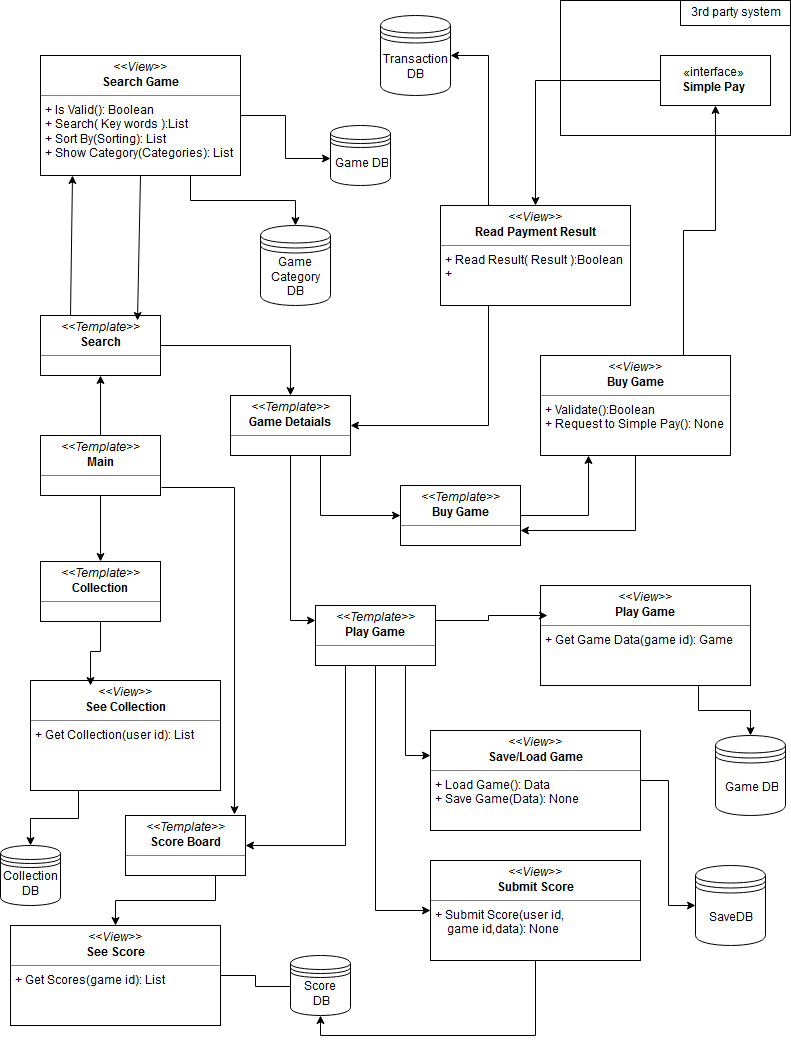 3rd party system
«interface»
Simple Pay
Transaction
DB
<<View>>
Search Game
+ Is Valid(): Boolean
+ Search( Key words ):List
+ Sort By(Sorting): List
+ Show Category(Categories): List
Game DB
Game
Category
DB
<<View>>
Read Payment Result
+ Read Result( Result ):Boolean
+
<<Template>>
Search
<<View>>
Buy Game
+ Validate():Boolean
+ Request to Simple Pay(): None
<<Template>>
Game Detaials
<<Template>>
Main
<<Template>>
Buy Game
<<Template>>
Collection
<<Template>>
Play Game
<<View>>
Play Game
+ Get Game Data(game id): Game
<<View>>
See Collection
+ Get Collection(user id): List
<<View>>
Save/Load Game
+ Load Game(): Data
+ Save Game(Data): None
Game DB
<<Template>>
Score Board
Collection
DB
<<View>>
Submit Score
+ Submit Score(user id,
game id,data): None
SaveDB
<<View>>
See Score
+ Get Scores(game id): List
Score
DB